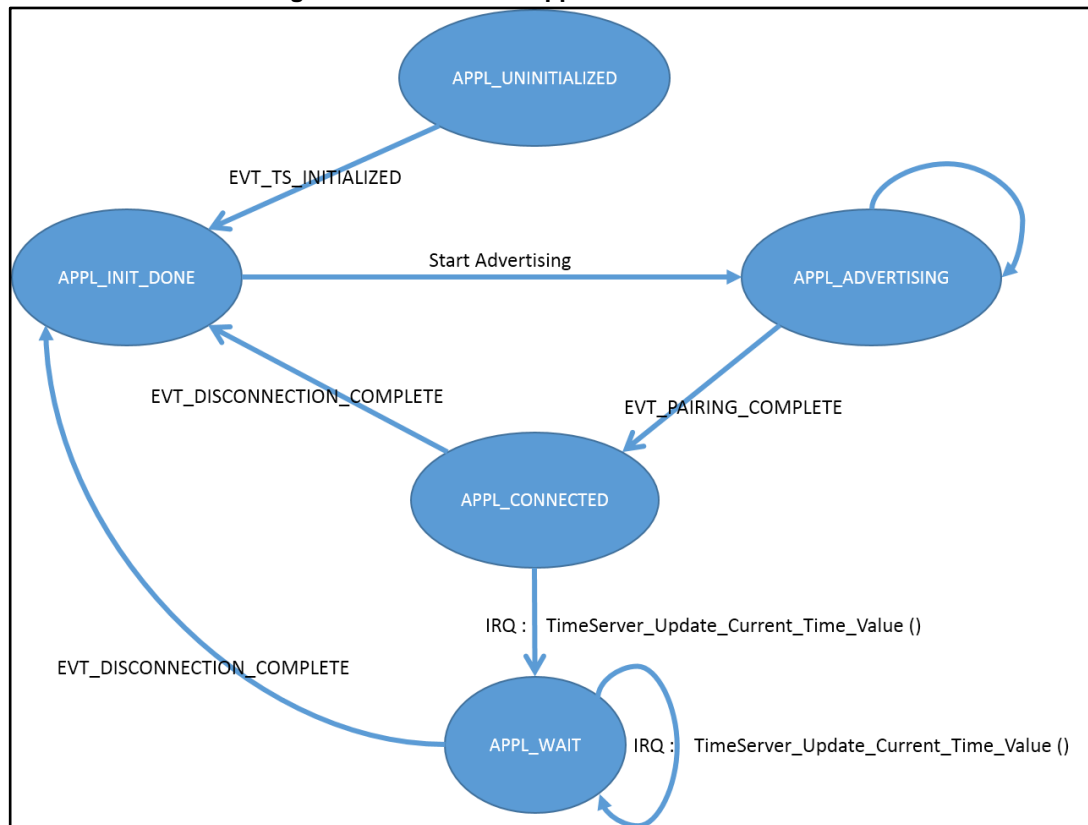 APPL_UNINITIALIZED
EVT_TS_INITIALIZED
Start Advertising
APPL_INIT_DONE
APPL_ADVERTISING
EVT_DISCONNECTION_COMPLETE
EVT_PAIRING_COMPLETE
APPL_CONNECTED
IRQ : TimeServer_Update_Current_Time_Value ()
EVT_DISCONNECTION_COMPLETE
APPL_WAIT
IRQ : TimeServer_Update_Current_Time_Value ()